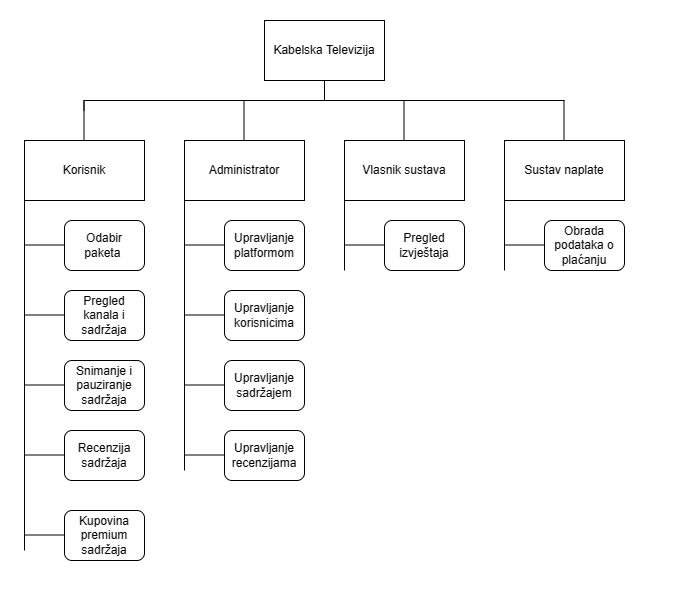 Kabelska Televizija
Korisnik
Administrator
Vlasnik sustava
Sustav naplate
Odabir
paketa
Pregled
kanala i
sadržaja
Snimanje i
pauziranje
sadržaja
Recenzija
sadržaja
Kupovina
premium
sadržaja
Upravljanje
platformom
Upravljanje
korisnicima
Upravljanje
sadržajem
Upravljanje
recenzijama
Pregled
izvještaja
Obrada
podataka o
plaćanju